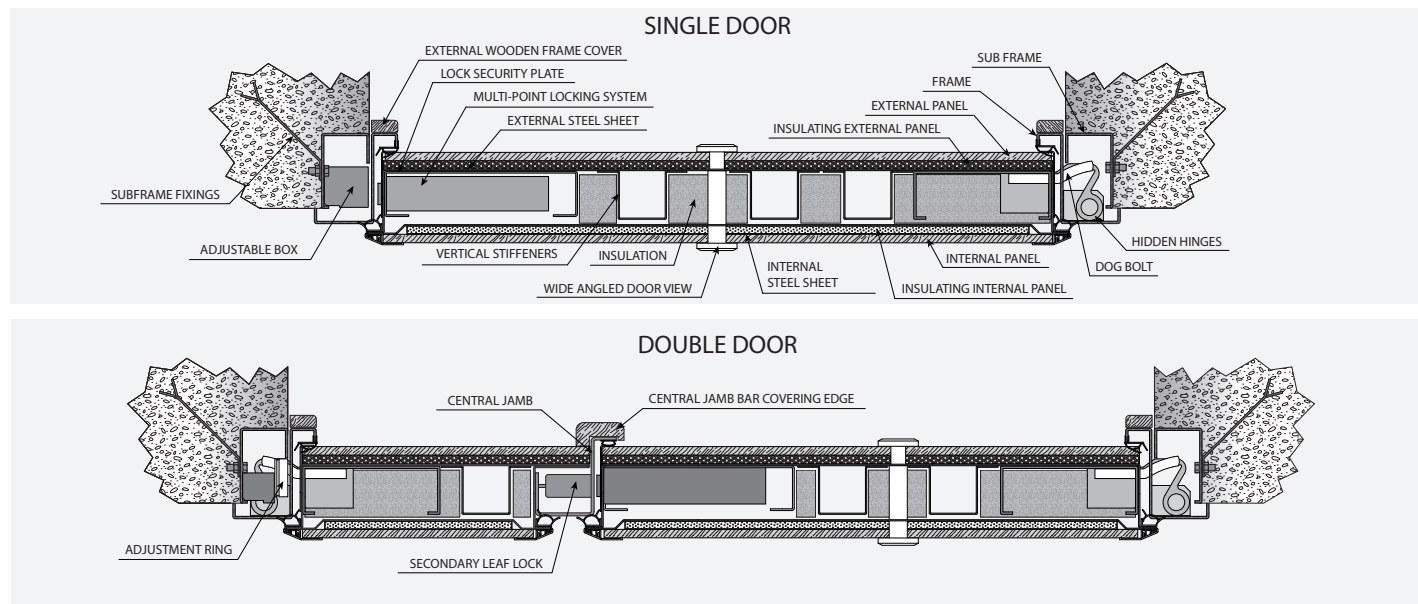 SINGLE DOOR
EXTERNAL WOODEN FRAME COVER
LOCK SECURITY PLATE
MULTI-POINT LOCKING SYSTEM
EXTERNAL STEEL SHEET
SUB FRAME
FRAME
EXTERNAL PANEL
INSULATING EXTERNAL PANEL
SUBFRAME FIXINGS
ADJUSTABLE BOX
VERTICAL STIFFENERS
INSULATION
WIDE ANGLED DOOR VIEW
INTERNAL
STEEL SHEET
INTERNAL PANEL
INSULATING INTERNAL PANEL
HIDDEN HINGES
DOG BOLT
DOUBLE DOOR
CENTRAL JAMB
CENTRAL JAMB BAR COVERING EDGE
ADJUSTMENT RING
SECONDARY LEAF LOCK